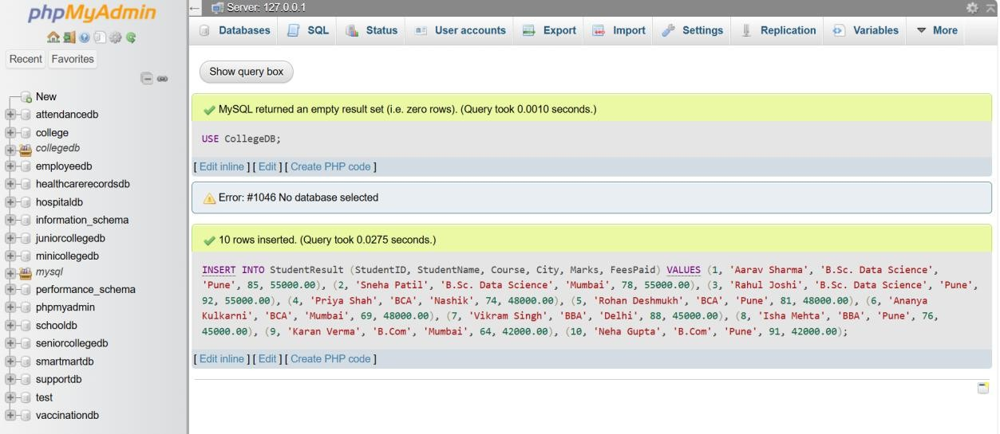 phpMyAdmin
Recent Favorites
New
attendancedb
college
collegedb
employeedb
healthcarerecordsdb
hospitaldb
information_schema
juniorcollegedb
minicollegedb
mysql
performance_schema
phpmyadmin
schooldb
seniorcollegedb
smartmartdb
supportdb
test
vaccinationdb
Server: 127.0.0.1
Databases SQL Status User accounts Export Import Settings Replication Variables More
Show query box
MySQL returned an empty result set (i.e. zero rows). (Query took 0.0010 seconds.)
USE CollegeDB;
[ Edit inline ] [ Edit ] [ Create PHP code ]
Error: #1046 No database selected
10 rows inserted. (Query took 0.0275 seconds.)
INSERT INTO StudentResult (StudentID, StudentName, Course, City, Marks, FeesPaid) VALUES (1, 'Aarav Sharma', 'B.Sc. Data Science',
'Pune', 85, 55000.00), (2, 'Sneha Patil', 'B.Sc. Data Science', 'Mumbai', 78, 55000.00), (3, 'Rahul Joshi', 'B.Sc. Data Science', 'Pune',
92, 55000.00), (4, 'Priya Shah', 'BCA', 'Nashik', 74, 48000.00), (5, 'Rohan Deshmukh', 'BCA', 'Pune', 81, 48000.00), (6, 'Ananya
Kulkarni', 'BCA', 'Mumbai', 69, 48000.00), (7, 'Vikram Singh', 'BBA', 'Delhi', 88, 45000.00), (8, 'Isha Mehta', 'BBA', 'Pune', 76,
45000.00), (9, 'Karan Verma', 'B.Com', 'Mumbai', 64, 42000.00), (10, 'Neha Gupta', 'B.Com', 'Pune', 91, 42000.00);
[ Edit inline ] [ Edit ] [ Create PHP code ]